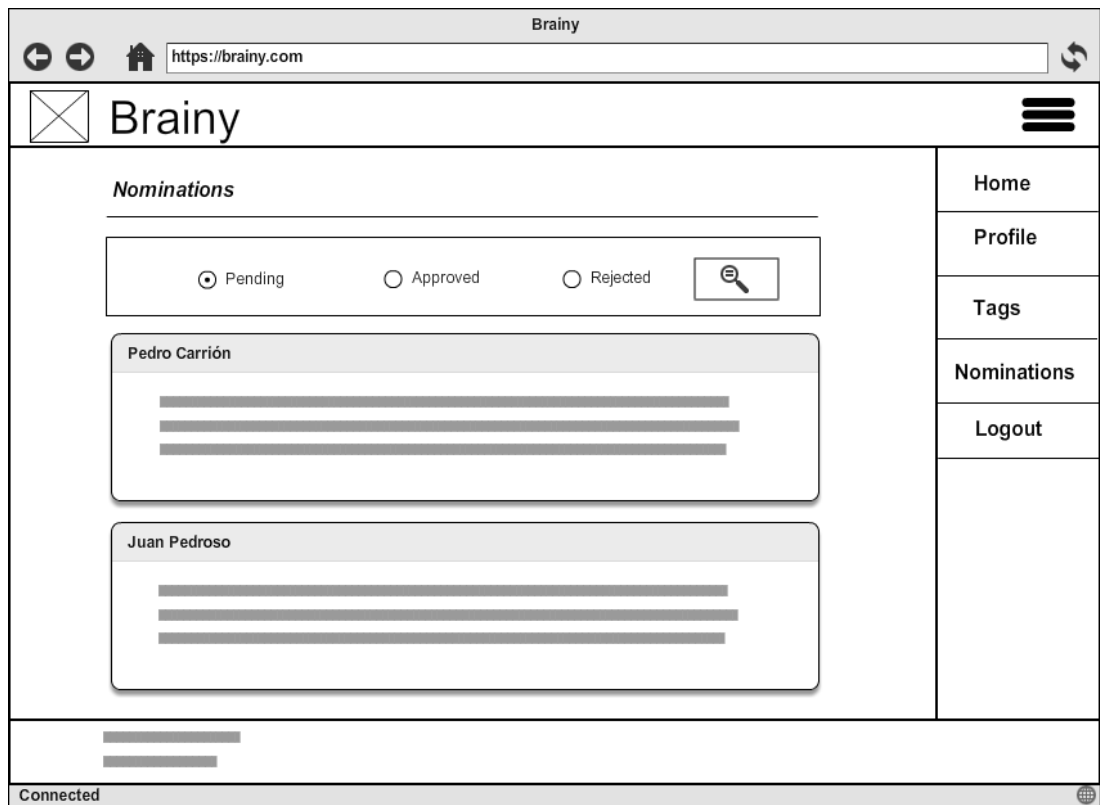 Brainy
https://brainy.com
Brainy
Nominations
Pending Approved Rejected
Pedro Carrión
Juan Pedroso
Home
Profile
Tags
Nominations
Logout
Connected